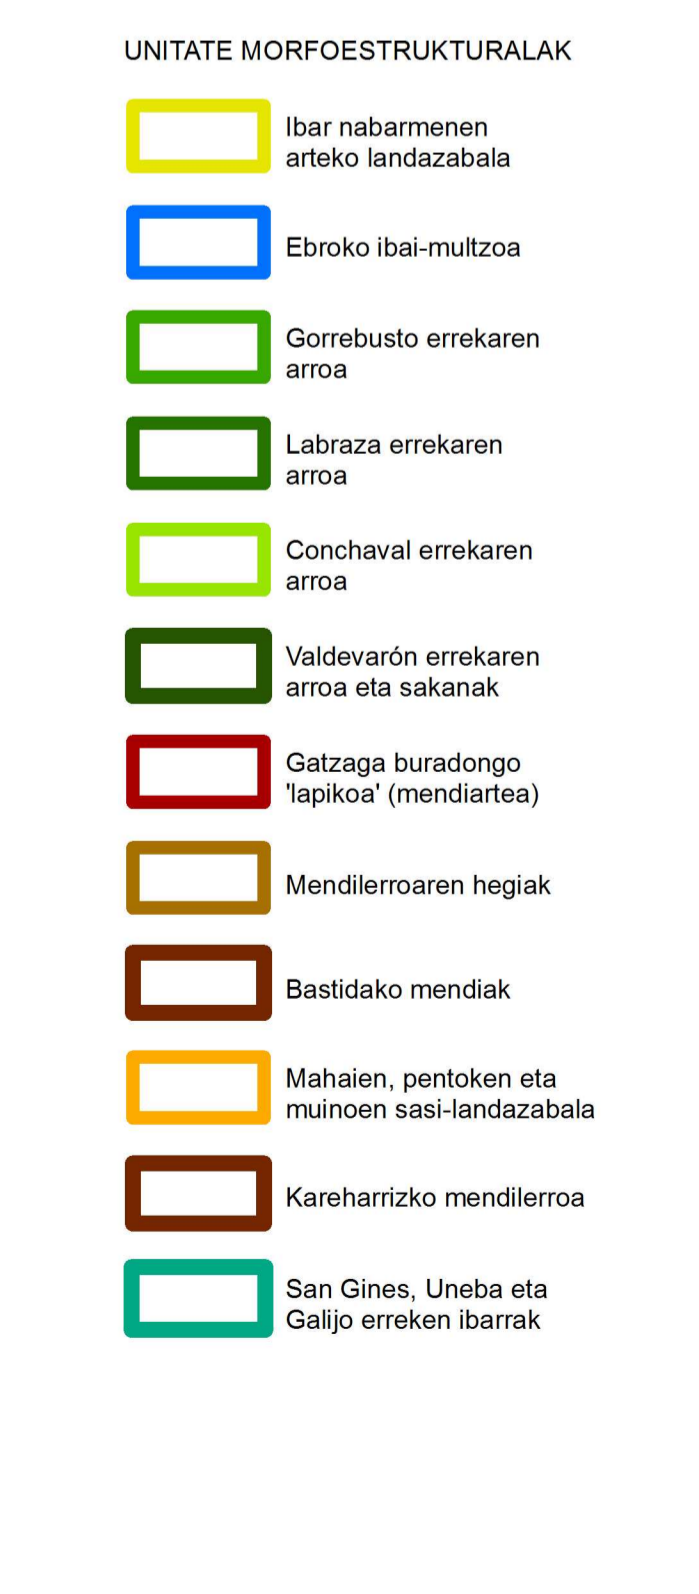 UNITATE MORFOESTRUKTURALAK
Ibar nabarmenen
arteko landazabala
Ebroko ibai-multzoa
Gorrebusto errekaren
arroa
Labraza errekaren
arroa
Conchaval errekaren
arroa
Valdevarón errekaren
arroa eta sakanak
Gatzaga buradongo
'lapikoa' (mendiartea)
Mendilerroaren hegiak
Bastidako mendiak
Mahaien, pentoken eta
muinoen sasi-landazabala
Kareharrizko mendilerroa
San Gines, Uneba eta
Galijo erreken ibarrak